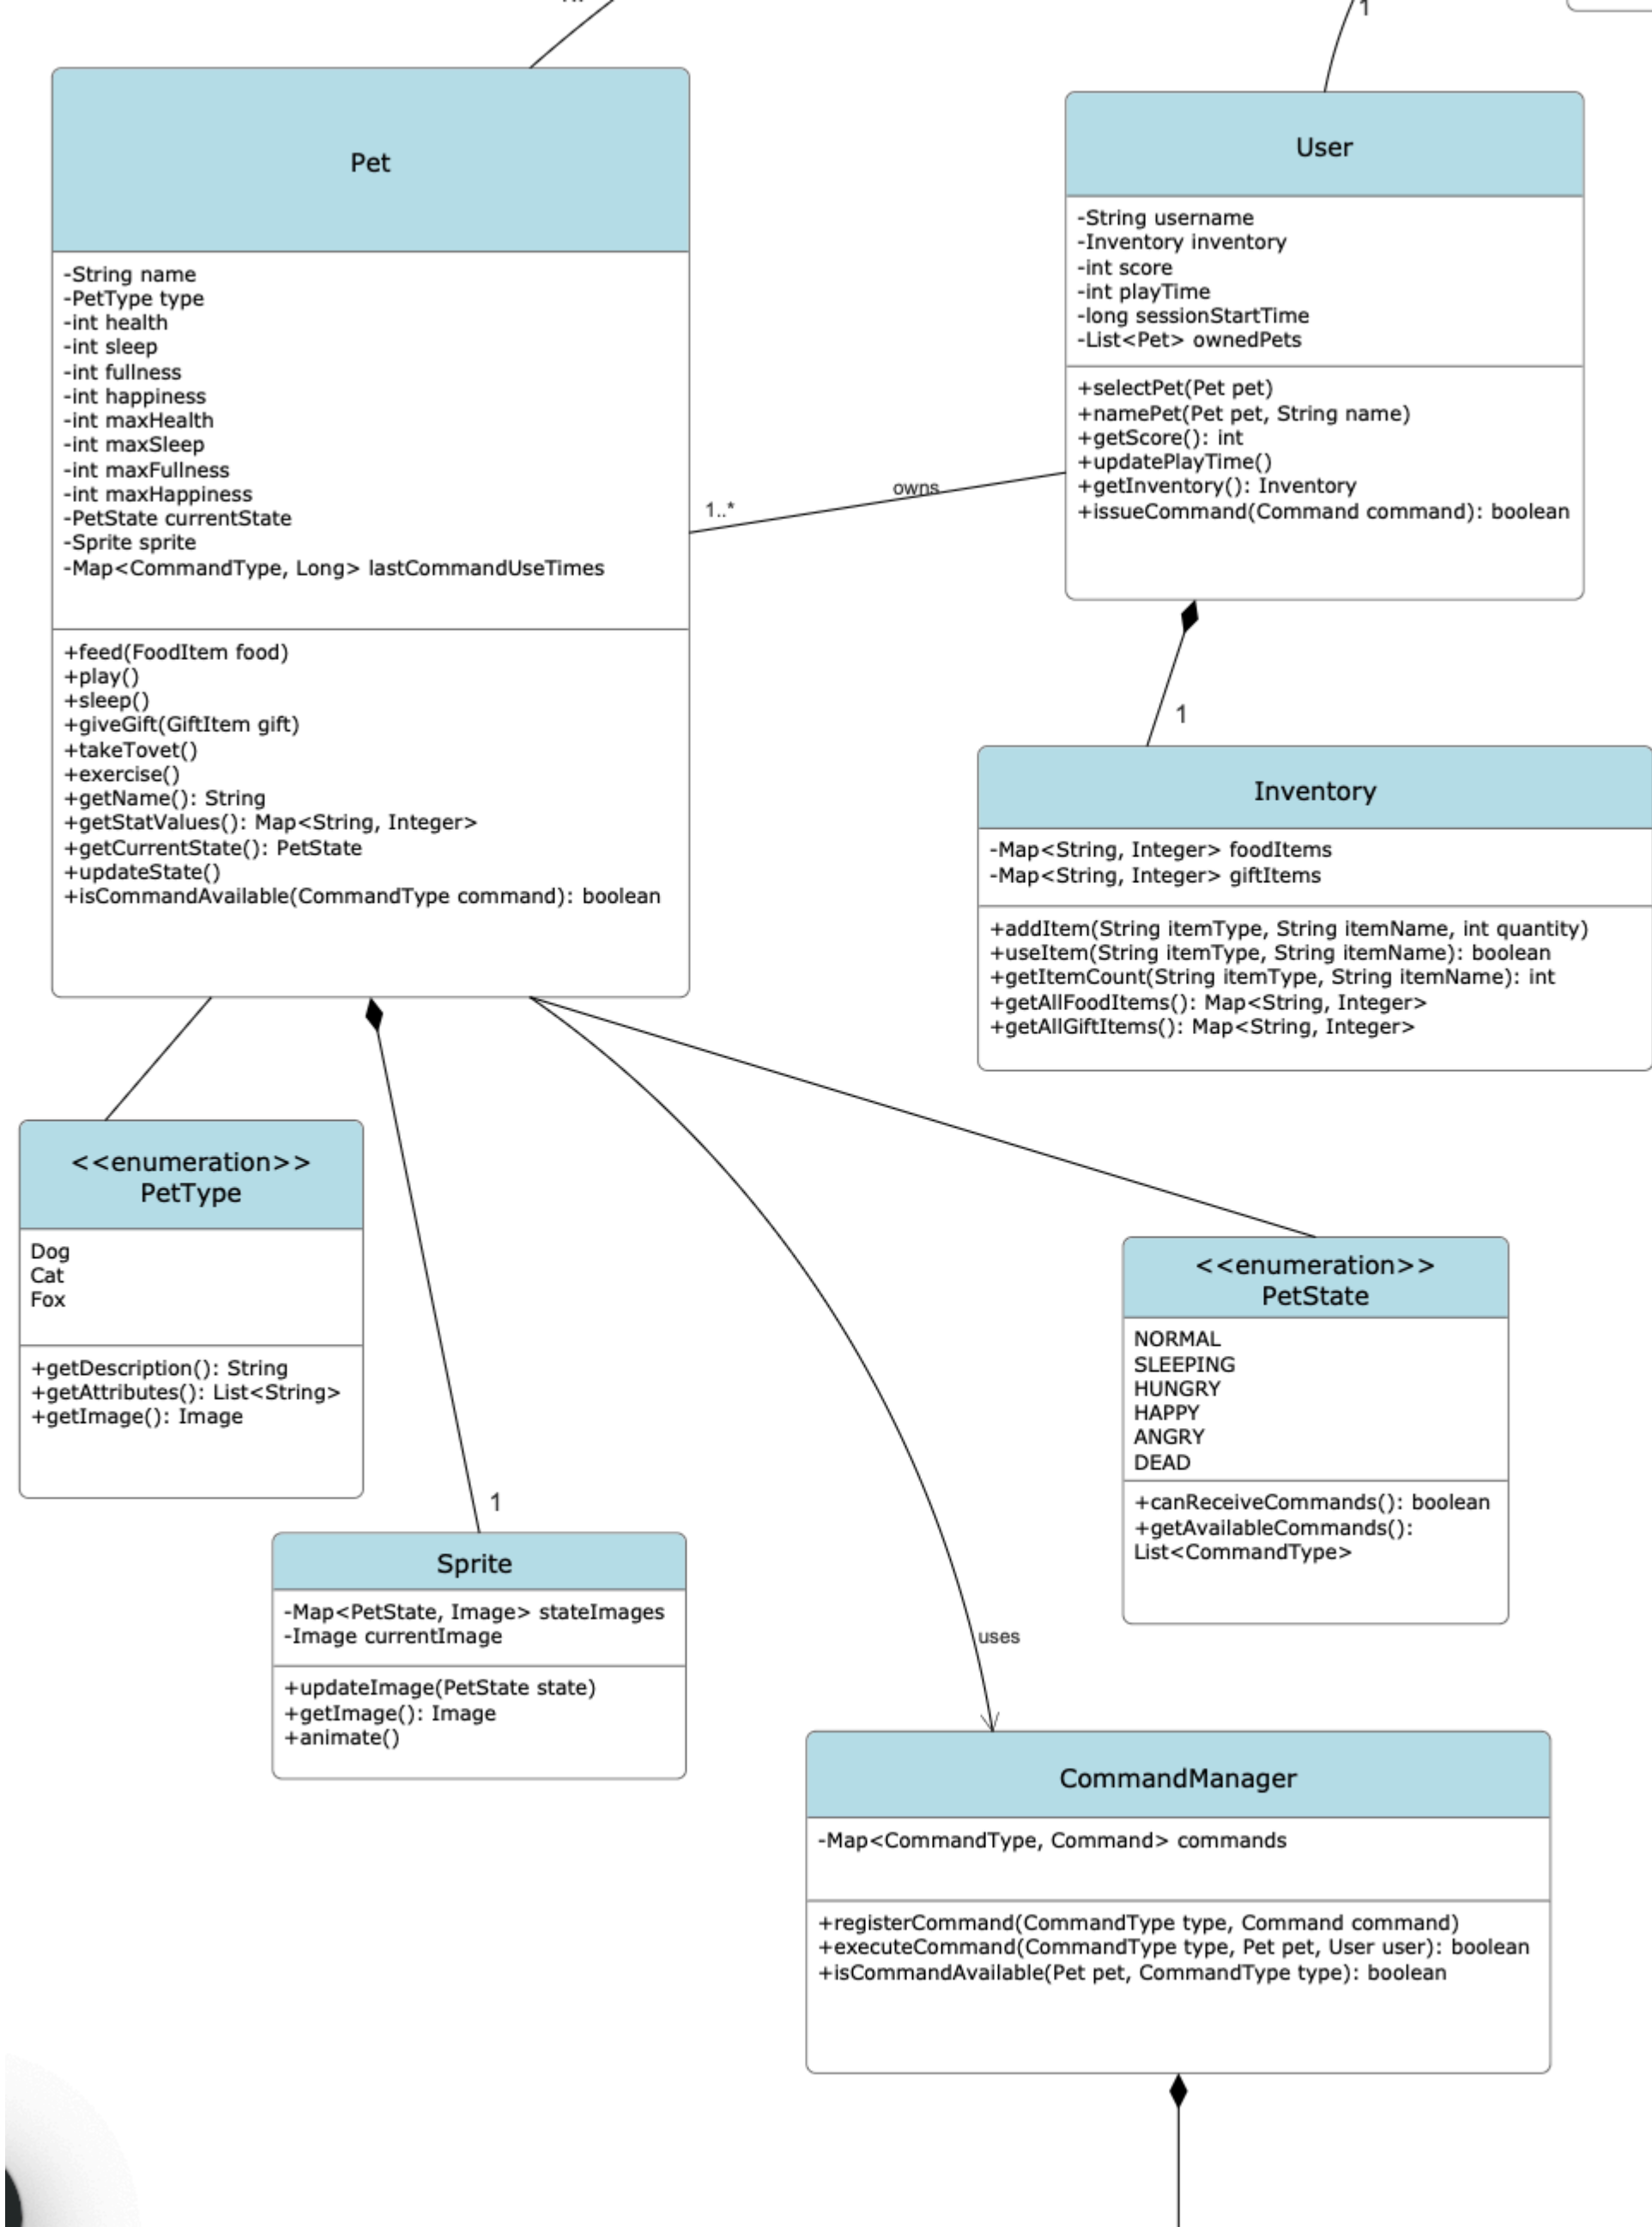 1
Pet
-String name
-PetType type
-int health
-int sleep
-int fullness
-int happiness
-int maxHealth
-int maxSleep
-int maxFullness
-int maxHappiness
-PetState currentState
-Sprite sprite
-Map<CommandType, Long> lastCommandUseTimes
+feed(FoodItem food)
+play()
+sleep()
+giveGift(GiftItem gift)
+takeTovet()
+exercise()
+getName(): String
+getStatValues(): Map<String, Integer>
+getCurrentState(): PetState
+updateState()
+isCommandAvailable(CommandType command): boolean
User
-String username
-Inventory inventory
-int score
-int playTime
-long sessionStartTime
-List<Pet> ownedPets
+selectPet(Pet pet)
+namePet(Pet pet, String name)
+getScore(): int
+updatePlayTime()
+getInventory(): Inventory
+issueCommand(Command command): boolean
owns
1..*
1
Inventory
-Map<String, Integer> foodItems
-Map<String, Integer> giftItems
+addItem(String itemType, String itemName, int quantity)
+useItem(String itemType, String itemName): boolean
+getItemCount(String itemType, String itemName): int
+getAllFoodItems(): Map<String, Integer>
+getAllGiftItems(): Map<String, Integer>
<<enumeration>>
PetType
Dog
Cat
Fox
+getDescription(): String
+getAttributes(): List<String>
+getImage(): Image
<<enumeration>>
PetState
NORMAL
SLEEPING
HUNGRY
HAPPY
ANGRY
DEAD
+canReceiveCommands(): boolean
+getAvailableCommands():
List<CommandType>
1
Sprite
-Map<PetState, Image> stateImages
-Image currentImage
+updateImage(PetState state)
+getImage(): Image
+animate()
uses
CommandManager
-Map<CommandType, Command> commands
+registerCommand(CommandType type, Command command)
+executeCommand(CommandType type, Pet pet, User user): boolean
+isCommandAvailable(Pet pet, CommandType type): boolean